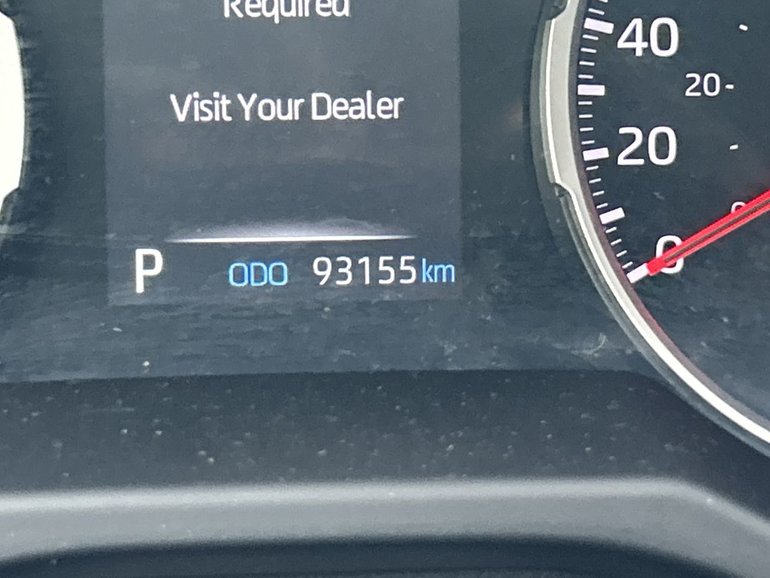 Required
Visit Your Dealer
P ODO 93155 km
40
20-
20
0